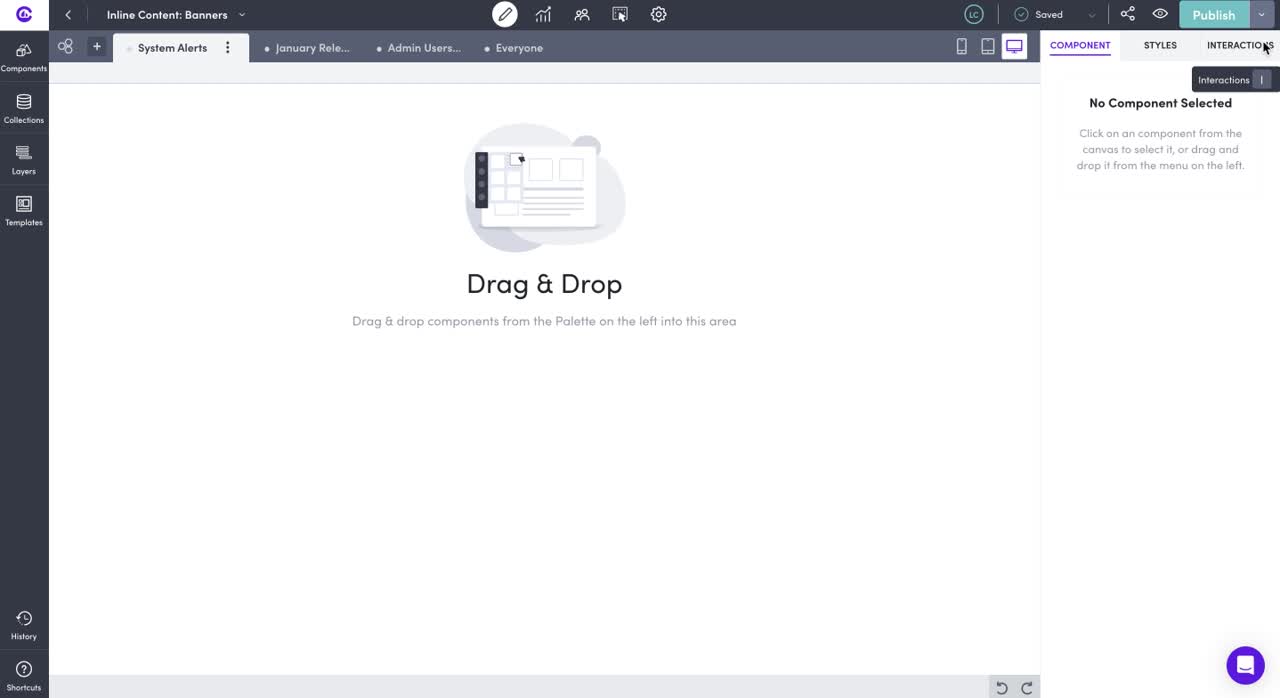 Inline Content: Banners
LC
Saved
Publish
Components
System Alerts
January Rele...
Admin Users...
Everyone
COMPONENT
STYLES
INTERACTIONS
Interactions I
Collections
No Component Selected
Click on an component from the
canvas to select it, or drag and
drop it from the menu on the left.
Layers
Templates
Drag & Drop
Drag & drop components from the Palette on the left into this area
History
Shortcuts